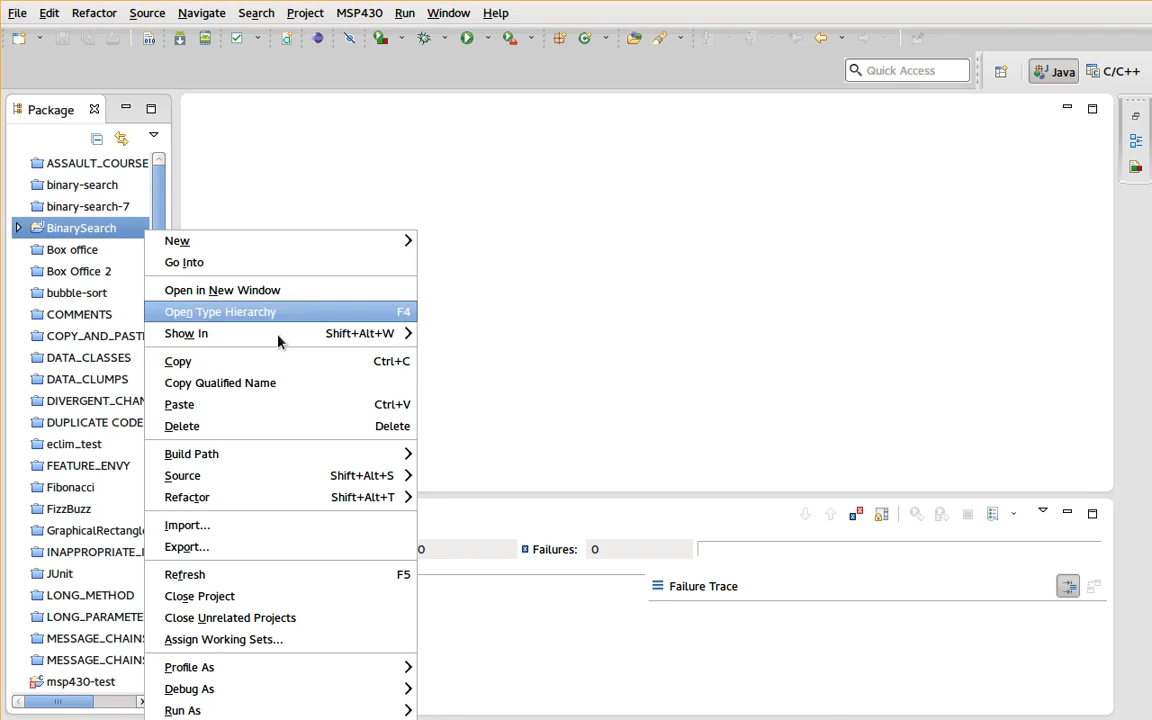 File Edit Refactor Source Navigate Search Project MSP430 Run Window Help
Quick Access
Java
C/C++
Package
ASSAULT_COURSE
binary-search
binary-search-7
BinarySearch
Box office
Box Office 2
bubble-sort
COMMENTS
COPY_AND_PAST
DATA_CLASSES
DATA_CLUMPS
DIVERGENT_CHAN
DUPLICATE CODE
eclim_test
FEATURE_ENVY
Fibonacci
FizzBuzz
GraphicalRectangl
INAPPROPRIATE_I
JUnit
LONG_METHOD
LONG_PARAMETE
MESSAGE_CHAIN
MESSAGE_CHAIN
msp430-test
New
Go Into
Open in New Window
Open Type Hierarchy F4
Show In Shift+Alt+W
Copy Ctrl+C
Copy Qualified Name
Paste Ctrl+V
Delete Delete
Build Path
Source Shift+Alt+S
Refactor Shift+Alt+T
Import...
Export...
Refresh F5
Close Project
Close Unrelated Projects
Assign Working Sets...
Profile As
Debug As
Run As
0
Failures: 0
Failure Trace